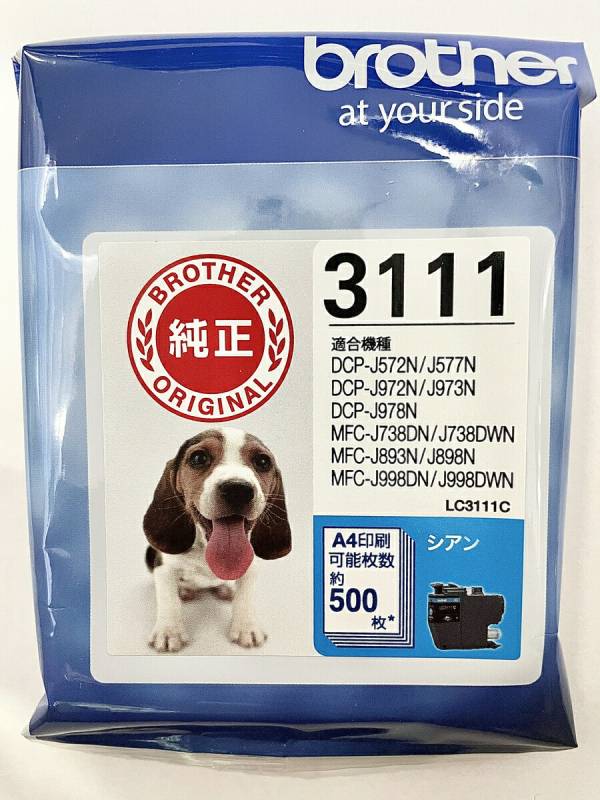 brother
at your side
BROTHER
純正
ORIGINAL
3111
適合機種
DCP-J572N/J577N
DCP-J972N/J973N
DCP-J978N
MFC-J738DN/J738DWN
MFC-J893N/J898N
MFC-J998DN/J998DWN
LC3111C
A4印刷
可能枚数
約
500
枚*
シアン